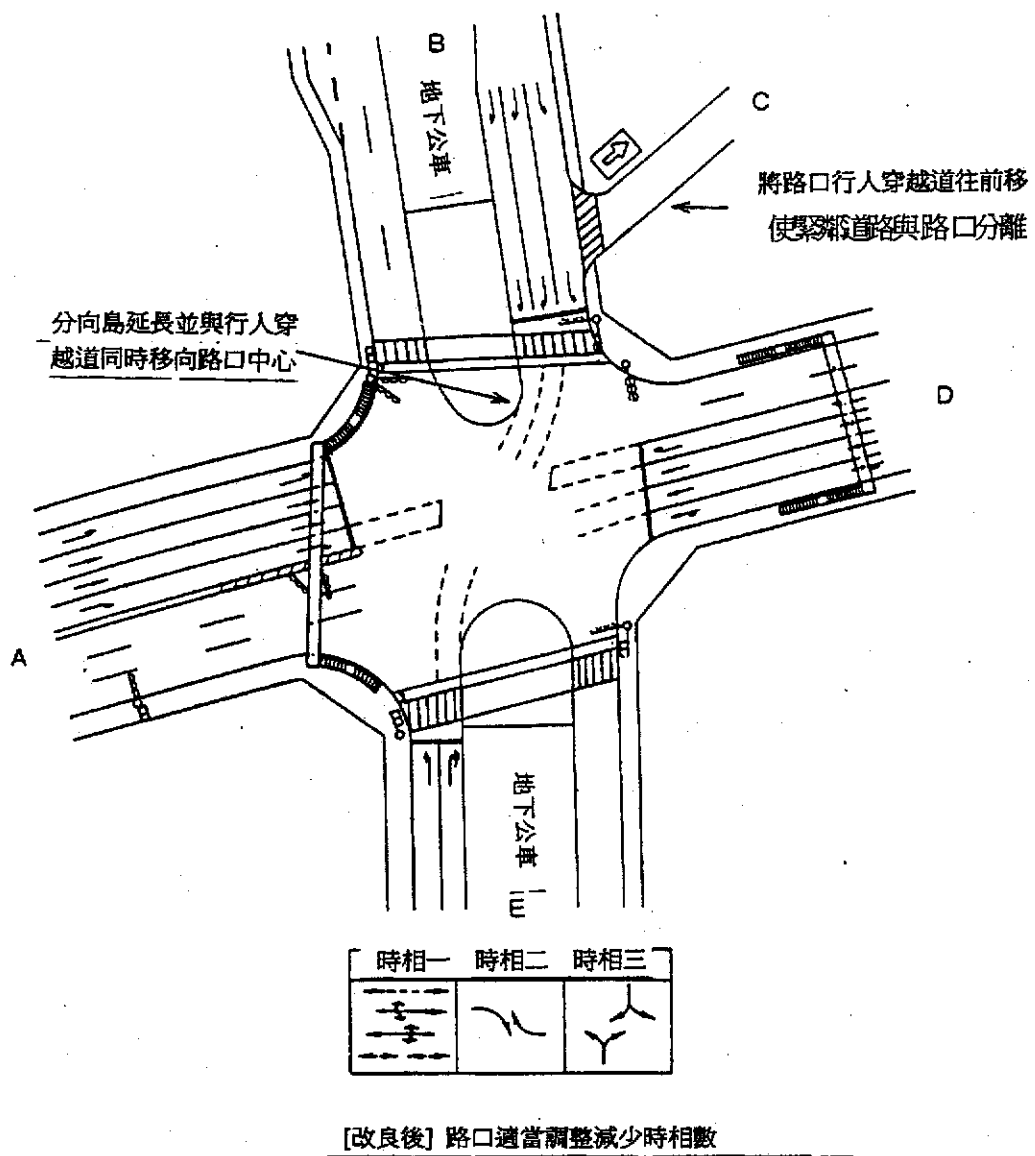 B
地下公車
C
將路口行人穿越道往前移
使緊鄰道路與路口分離
分向島延長並與行人穿
越道同時移向路口中心
D
A
地下公車
E
時相一 時相二 時相三
[改良後] 路口適當調整減少時相數